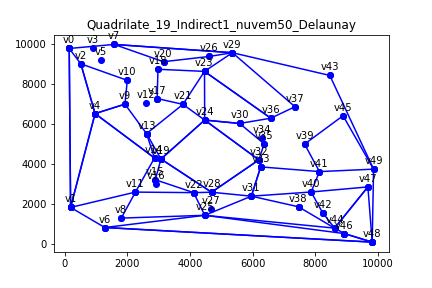 Quadrilate_19_Indirect1_nuvem50_Delaunay
v0
v3
v7
v2
v5
v20
v26
v29
v10
v23
v43
v4
v9
v12
v17
v21
v37
v13
v24
v30
v36
v45
v34
v35
v39
v19
v32
v33
v41
v49
v16
v1
v11
v22
v28
v31
v40
v47
v8
v27
v25
v38
v42
v6
v44
v46
v48
10000
8000
6000
4000
2000
0
0
2000
4000
6000
8000
10000